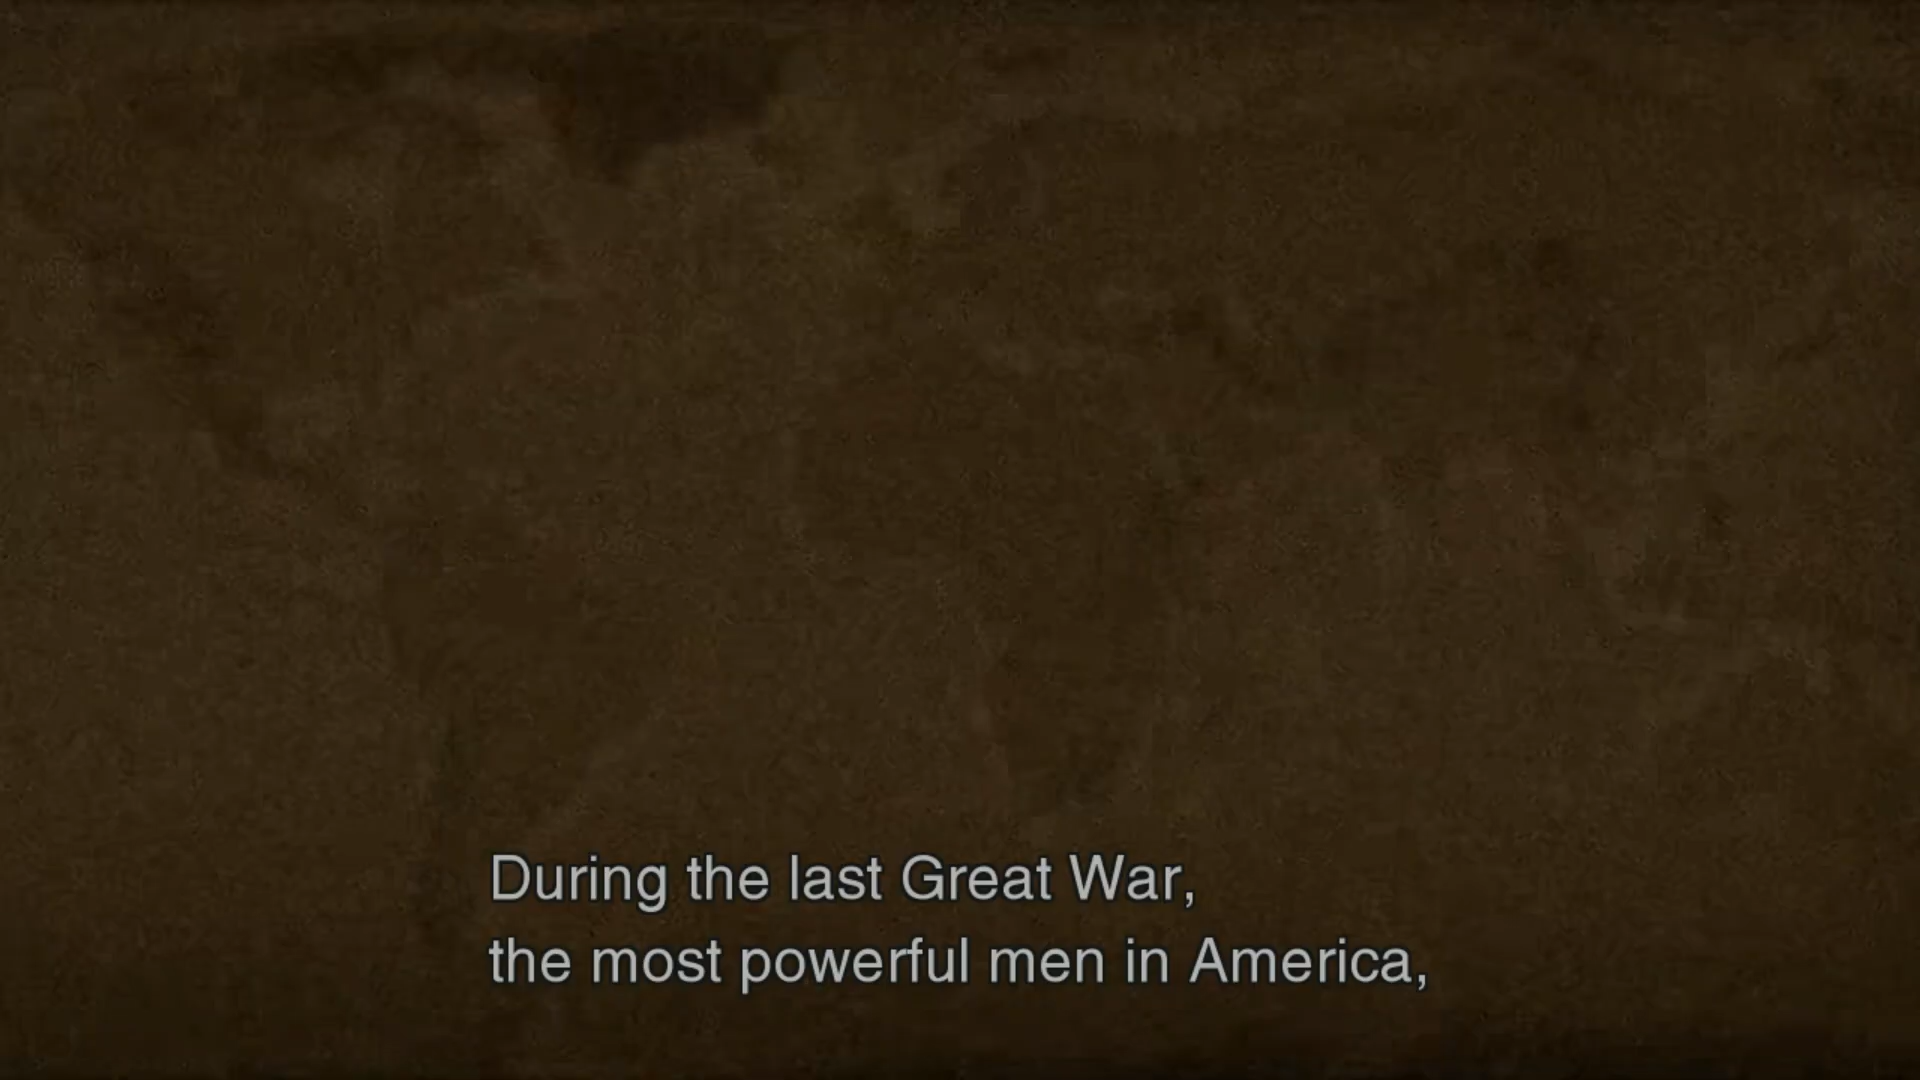 During the last Great War,
the most powerful men in America,